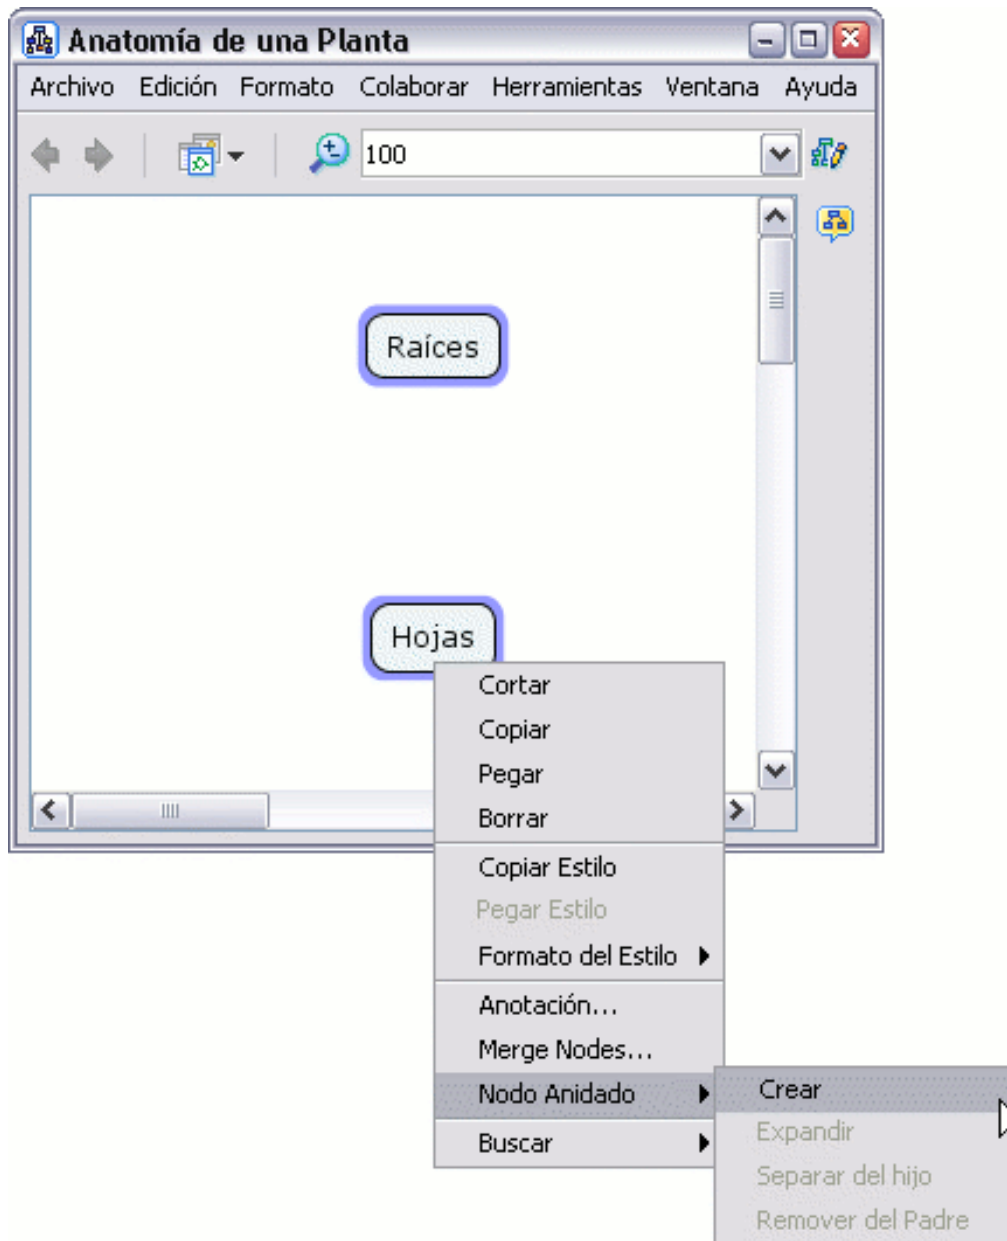 Anatomía de una Planta
Archivo Edición Formato Colaborar Herramientas Ventana Ayuda
100
Raíces
Hojas
Cortar
Copiar
Pegar
Borrar
Copiar Estilo
Pegar Estilo
Formato del Estilo
Anotación...
Merge Nodes...
Nodo Anidado
Crear
Expandir
Buscar
Separar del hijo
Remover del Padre